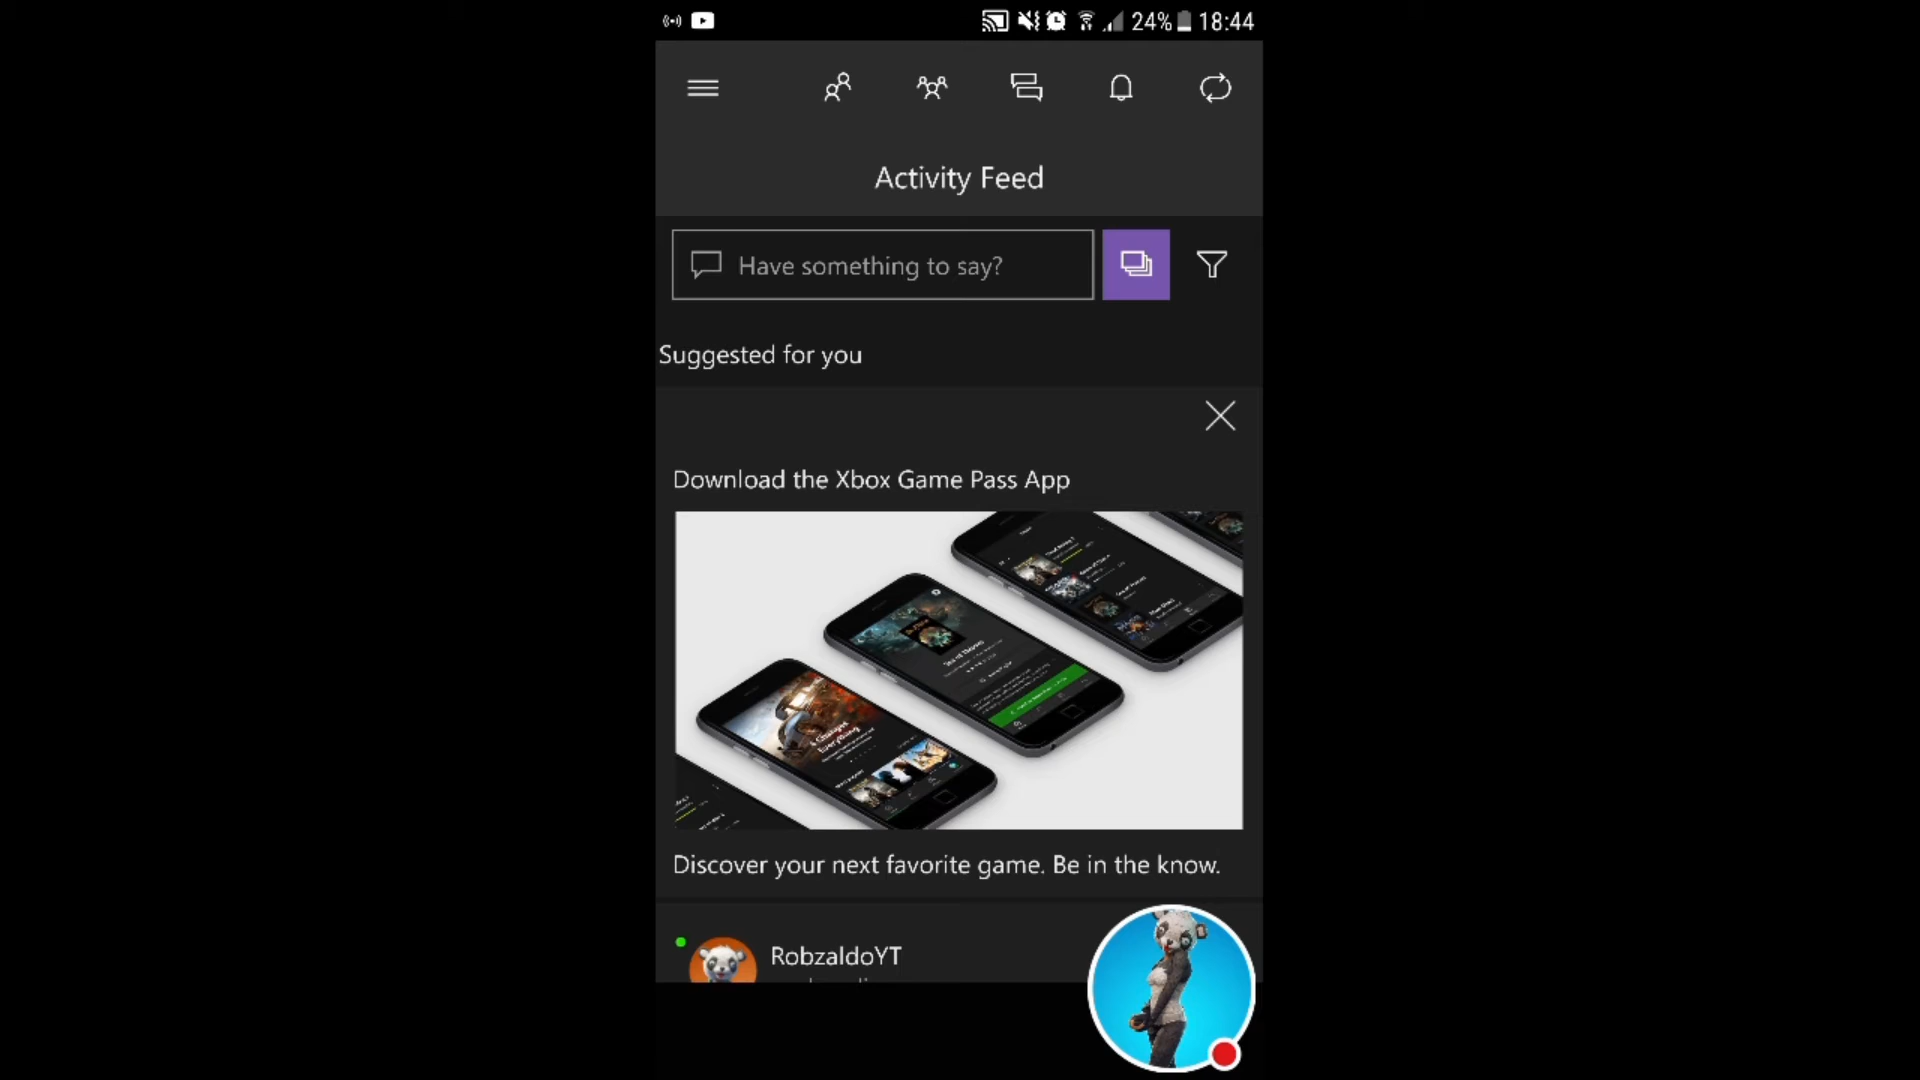 24% 18:44
Activity Feed
Have something to say?
Suggested for you
Download the Xbox Game Pass App
Discover your next favorite game. Be in the know.
RobzaldoYT